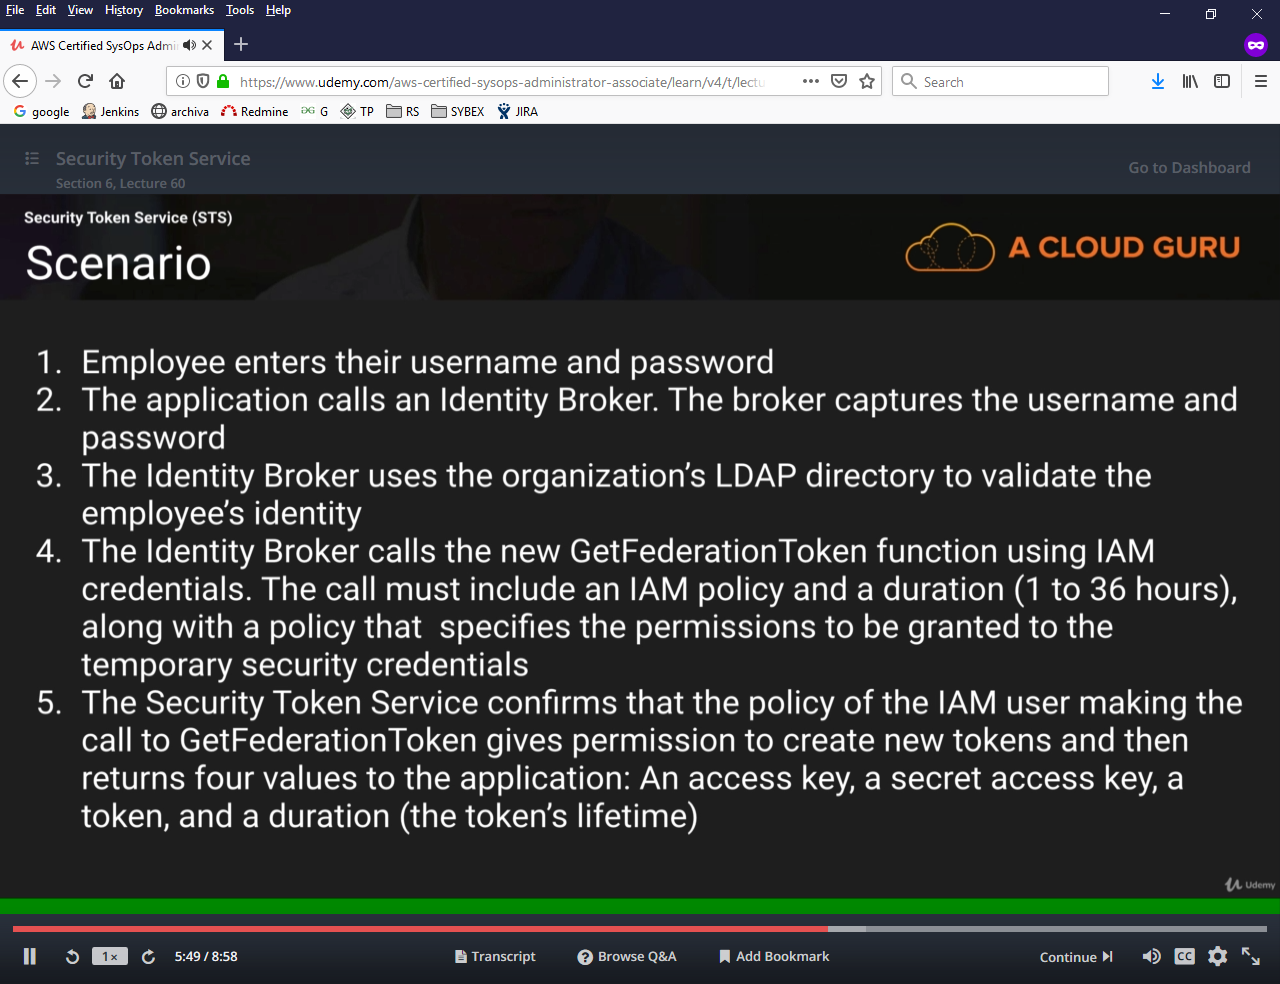 File Edit View History Bookmarks Tools Help
AWS Certified SysOps Admi
https://www.udemy.com/aws-certified-sysops-administrator-associate/learn/v4/t/lectu
Search
google Jenkins archiva Redmine G TP RS SYBEX JIRA
Security Token Service
Section 6, Lecture 60
Go to Dashboard
Security Token Service (STS)
Scenario
A CLOUD GURU
1. Employee enters their username and password
2. The application calls an Identity Broker. The broker captures the username and
password
3. The Identity Broker uses the organization's LDAP directory to validate the
employee's identity
4. The Identity Broker calls the new GetFederationToken function using IAM
credentials. The call must include an IAM policy and a duration (1 to 36 hours),
along with a policy that specifies the permissions to be granted to the
temporary security credentials
5. The Security Token Service confirms that the policy of the IAM user making the
call to GetFederationToken gives permission to create new tokens and then
returns four values to the application: An access key, a secret access key, a
token, and a duration (the token's lifetime)
Udemy
1x
5:49 / 8:58
Transcript
Browse Q&A
Add Bookmark
Continue
CC